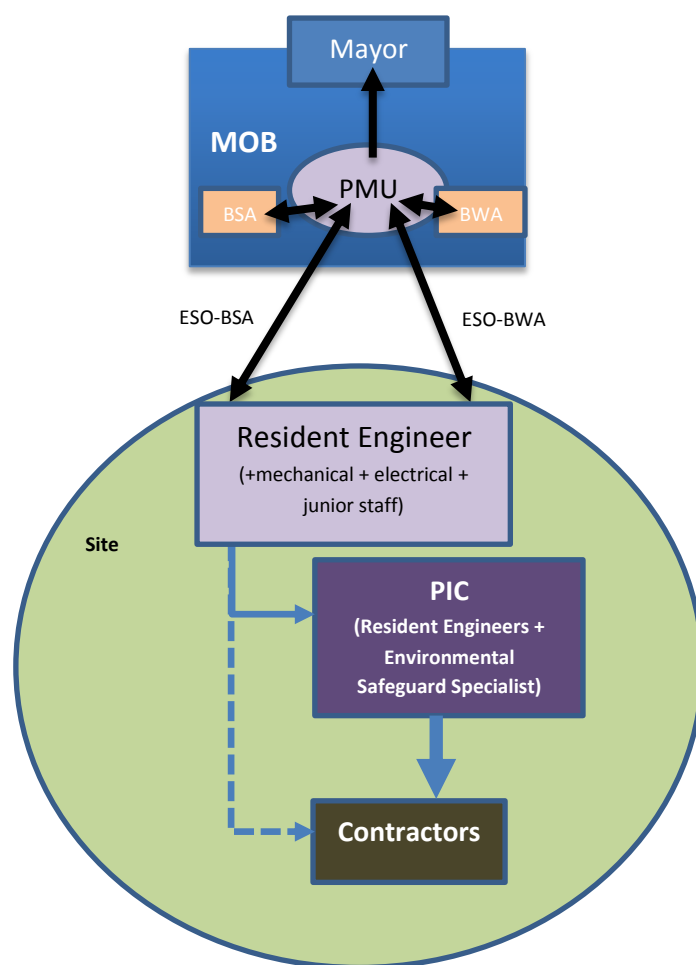 Mayor
MOB
PMU
BSA
BWA
ESO-BSA
ESO-BWA
Resident Engineer
(+mechanical + electrical +
junior staff)
Site
PIC
(Resident Engineers +
Environmental
Safeguard Specialist)
Contractors